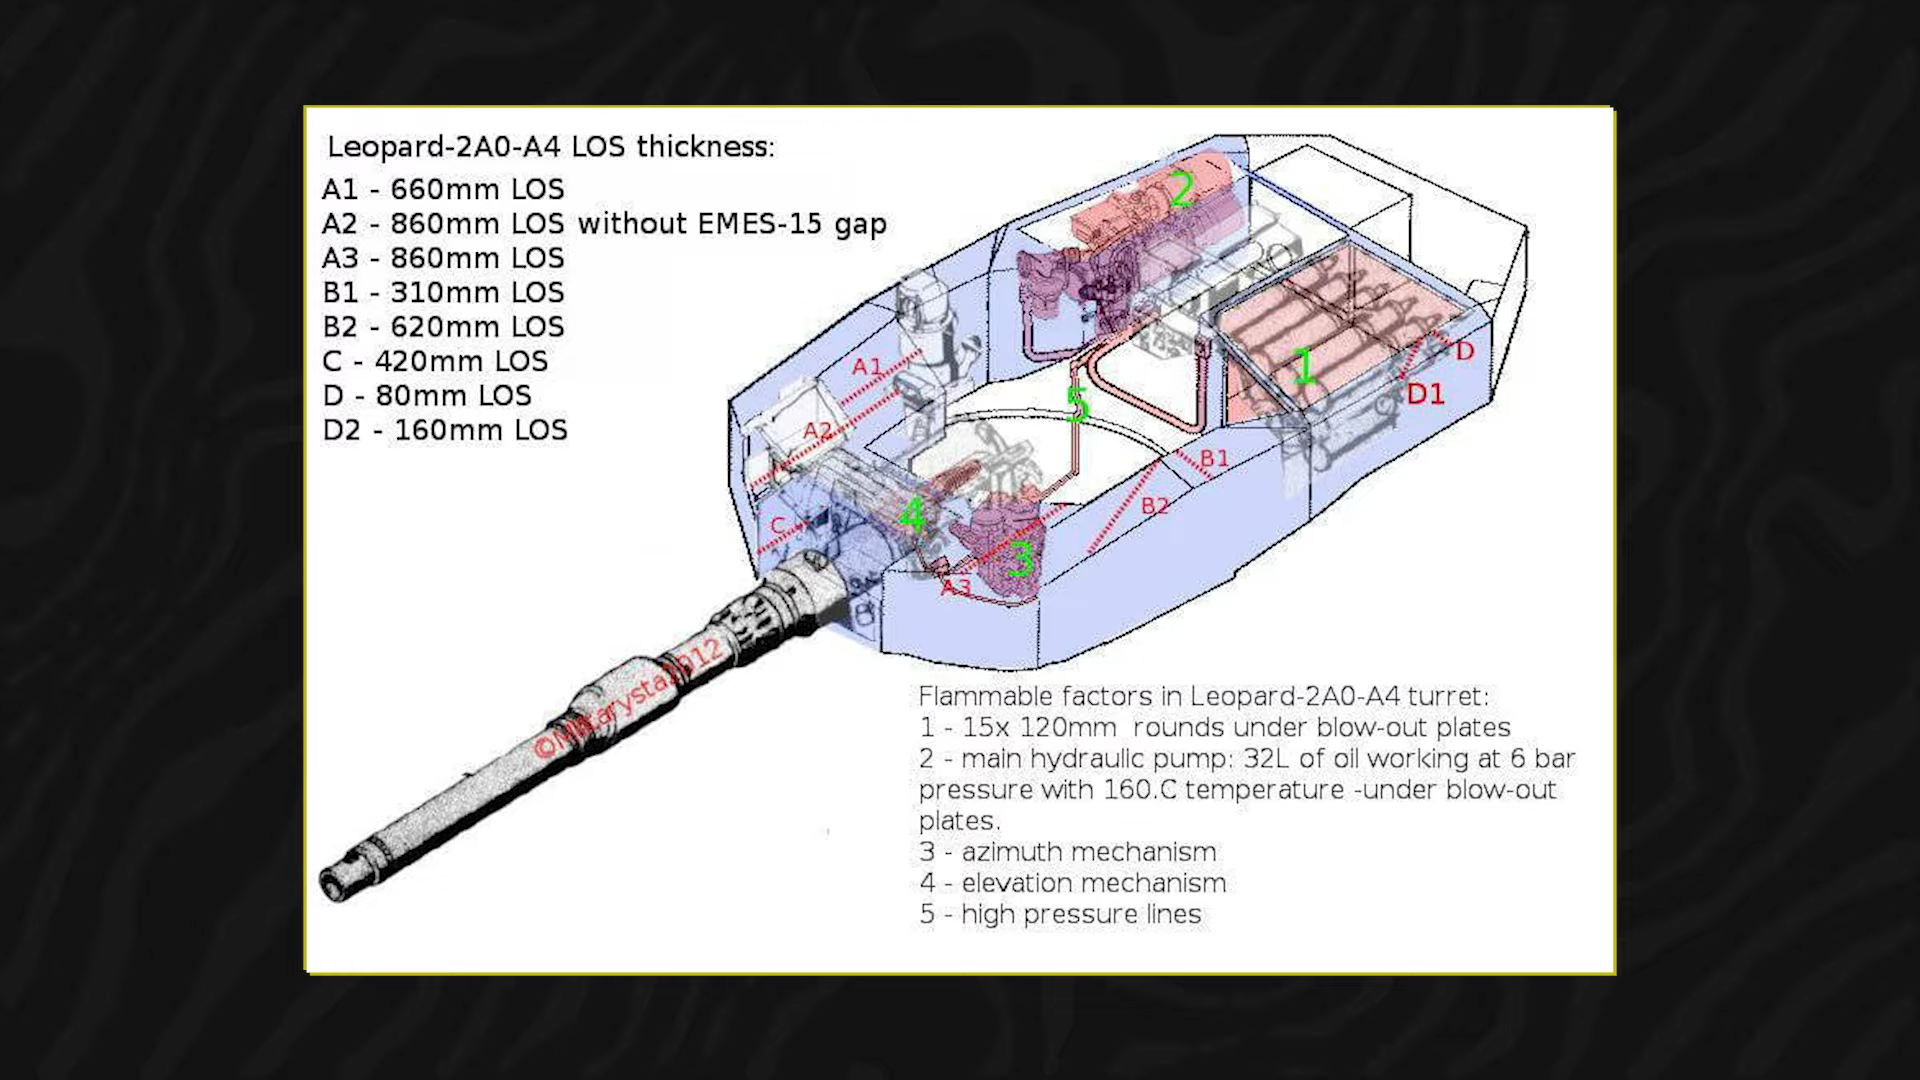 Leopard-2A0-A4 LOS thickness:
A1 - 660mm LOS
A2 - 860mm LOS without EMES-15 gap
A3 - 860mm LOS
B1 - 310mm LOS
B2 - 620mm LOS
C - 420mm LOS
D - 80mm LOS
D2 - 160mm LOS
2
A1
1
D
D1
5
A2
B1
B2
C
4
3
A3
©Militarysta2012
Flammable factors in Leopard-2A0-A4 turret:
1 - 15x 120mm rounds under blow-out plates
2 - main hydraulic pump: 32L of oil working at 6 bar
pressure with 160.C temperature -under blow-out
plates.
3 - azimuth mechanism
4 - elevation mechanism
5 - high pressure lines